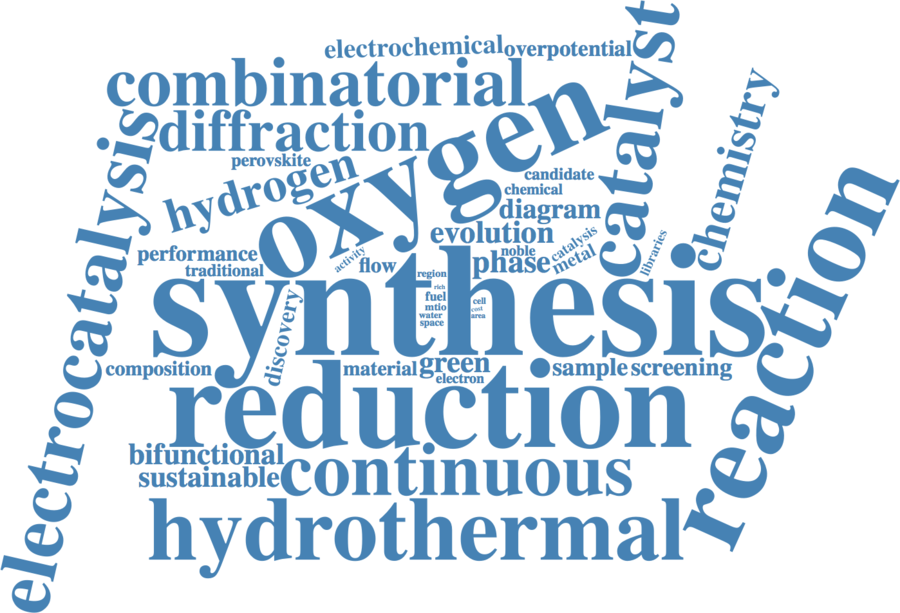 electrochemical
overpotential
catalyst
combinatorial
chemistry
electrocatalysis
diffraction
oxygen
perovskite
hydrogen
candidate
chemical
diagram
evolution
reaction
performance
traditional
activity
flow
noble
catalysis
metal
libraries
phase
synthesis
region
rich
fuel
cell
mtio
cost
water
area
space
discovery
composition
material
green
electron
sample
screening
reduction
bifunctional
sustainable
continuous
hydrothermal